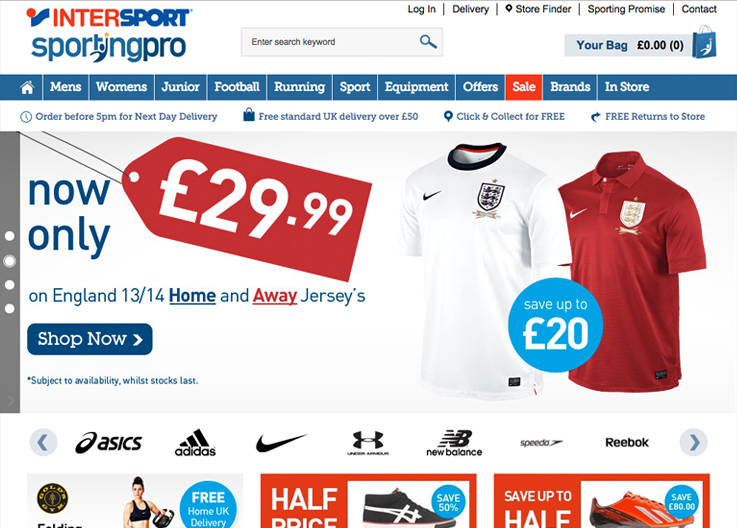 INTERSPORT
sportingpro
Log In
Delivery
Store Finder
Sporting Promise
Contact
Enter search keyword
Your Bag £0.00 (0)
Mens
Womens
Junior
Football
Running
Sport
Equipment
Offers
Sale
Brands
In Store
Order before 5pm for Next Day Delivery
Free standard UK delivery over £50
Click & Collect for FREE
FREE Returns to Store
now
only
£29.99
on England 13/14 Home and Away Jersey's
Shop Now
*Subject to availability, whilst stocks last.
save up to
£20
asics
adidas
UNDER ARMOUR
new balance
speedo
Reebok
GOLD'S
GYM
Folding
FREE
Home UK
Delivery
HALF
PRICE
SAVE
50%
SAVE UP TO
HALF
SAVE
£80.00